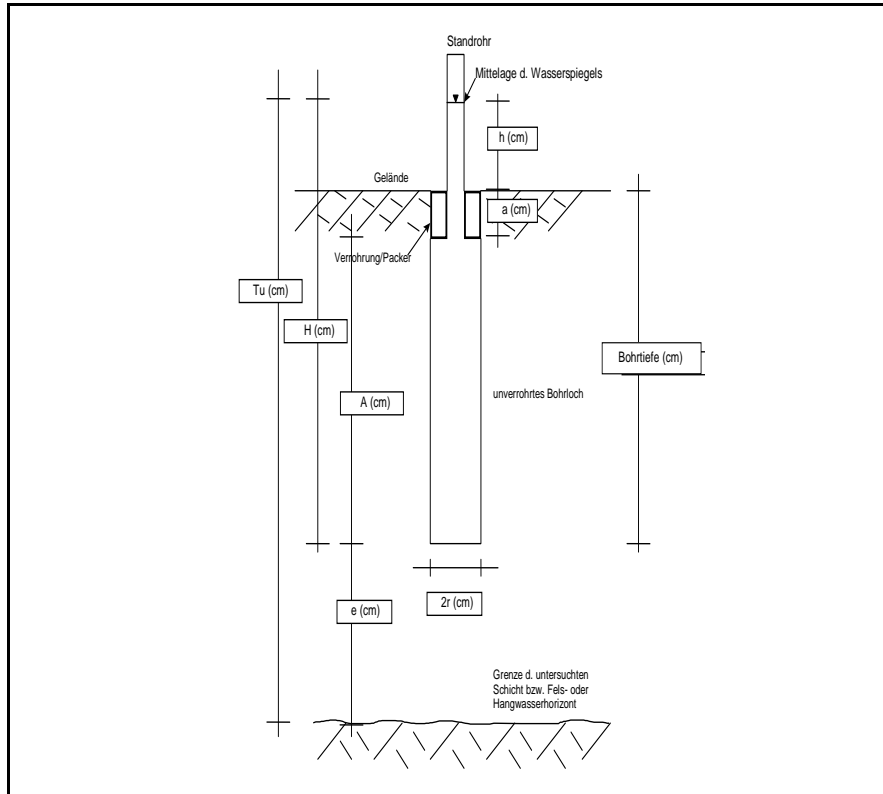 Standrohr
Mittelage d. Wasserspiegels
h (cm)
Gelände
a (cm)
Verrohrung/Packer
Tu (cm)
H (cm)
Bohrtiefe (cm)
A (cm)
unverrohrtes Bohrloch
e (cm)
2r (cm)
Grenze d. untersuchten
Schicht bzw. Fels- oder
Hangwasserhorizont